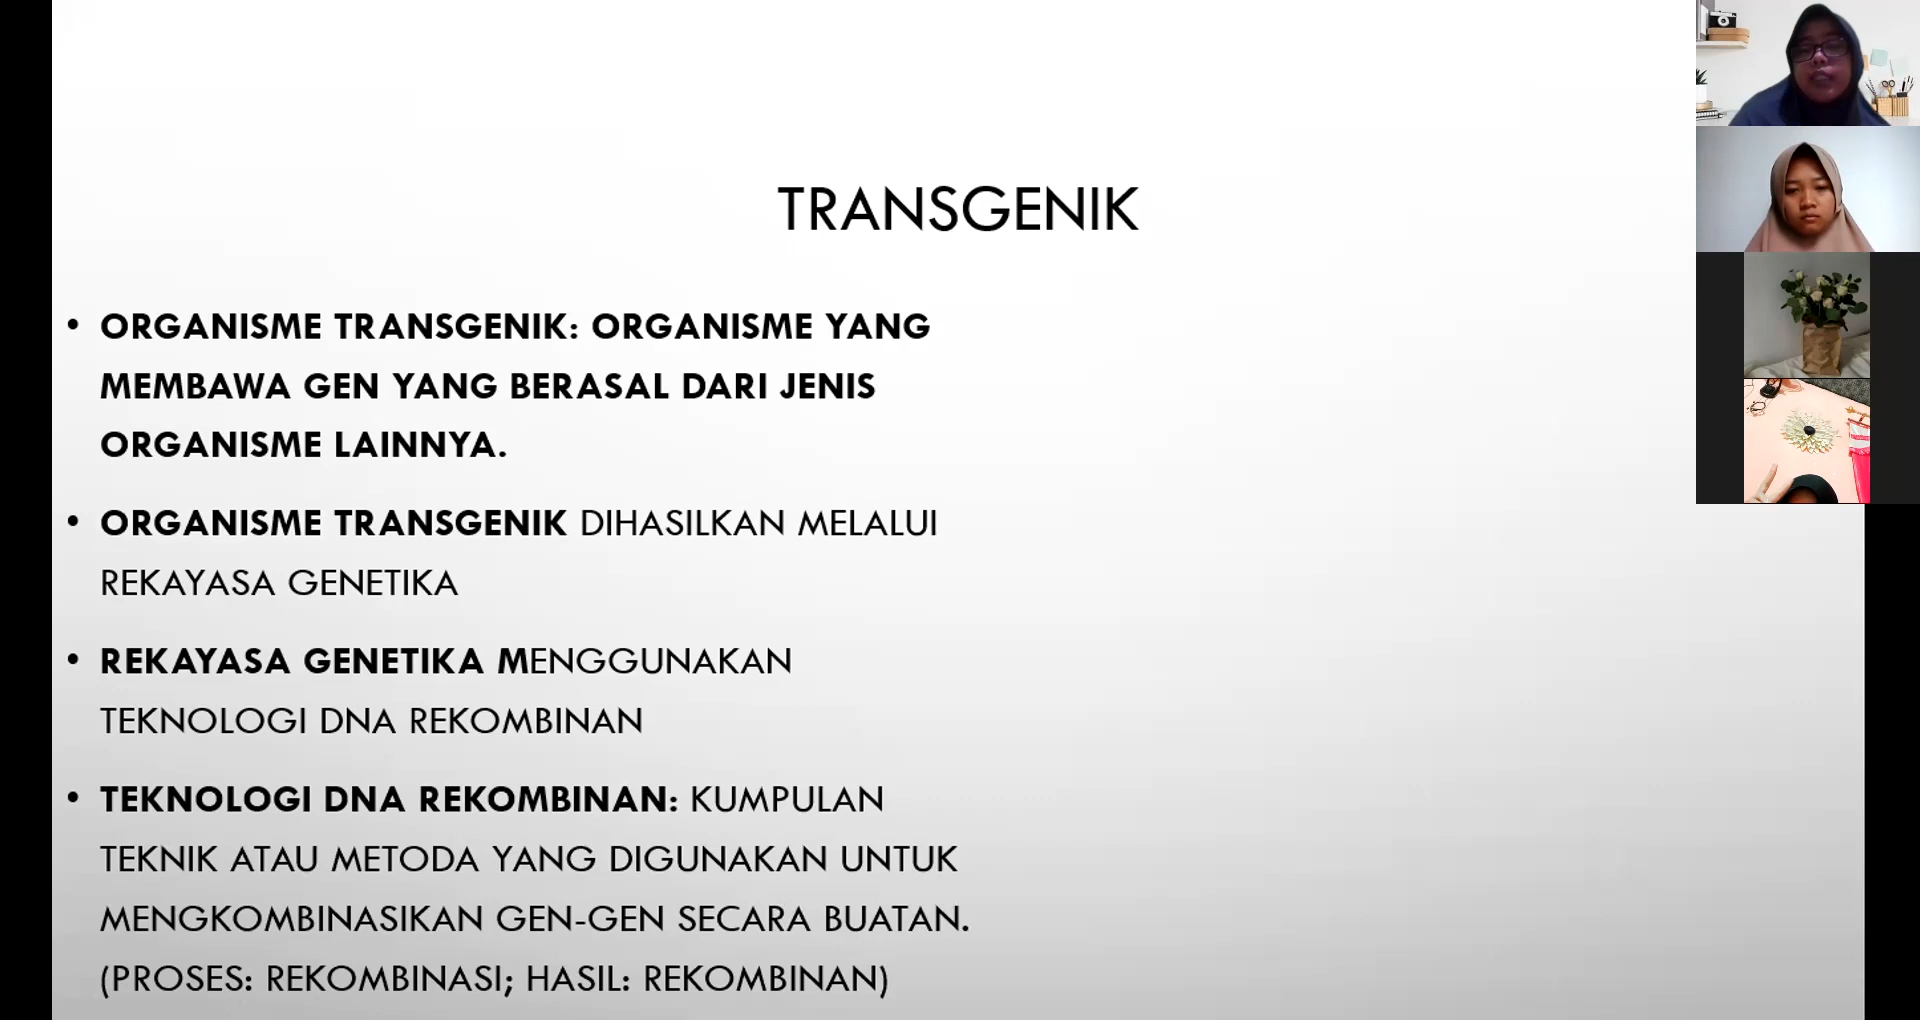 TRANSGENIK
• ORGANISME TRANSGENIK: ORGANISME YANG
MEMBAWA GEN YANG BERASAL DARI JENIS
ORGANISME LAINNYA.
• ORGANISME TRANSGENIK DIHASILKAN MELALUI
REKAYASA GENETIKA
• REKAYASA GENETIKA MENGGUNAKAN
TEKNOLOGI DNA REKOMBINAN
• TEKNOLOGI DNA REKOMBINAN: KUMPULAN
TEKNIK ATAU METODA YANG DIGUNAKAN UNTUK
MENGKOMBINASIKAN GEN-GEN SECARA BUATAN.
(PROSES: REKOMBINASI; HASIL: REKOMBINAN)